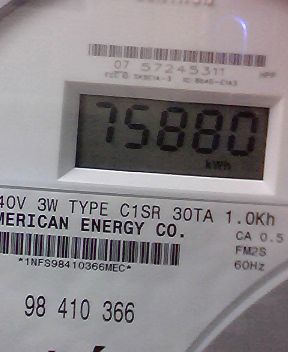 07 57245311
75880
kWh
40V 3W TYPE C1SR 30TA 1.0Kh
MERICAN ENERGY CO.
CA 0.5
*1NFS98410366MEC*
FM2S
60Hz
98 410 366